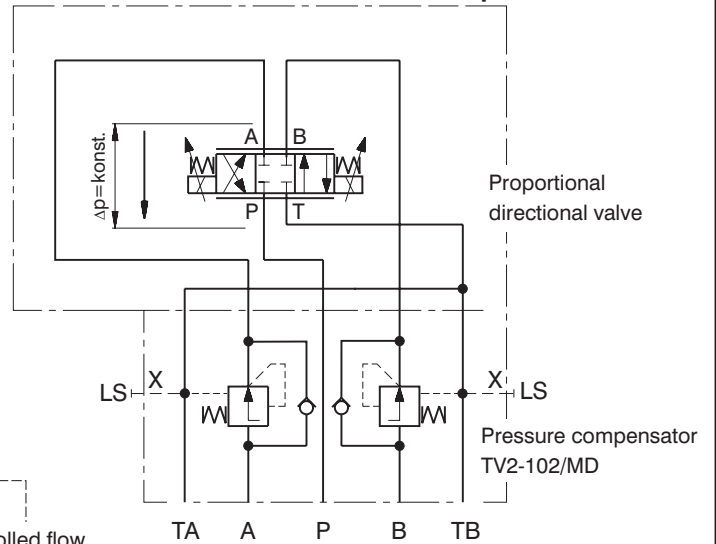 Δp=konst.
A B
P T
Proportional
directional valve
LS X
X LS
Pressure compensator
TV2-102/MD
TA A P B TB